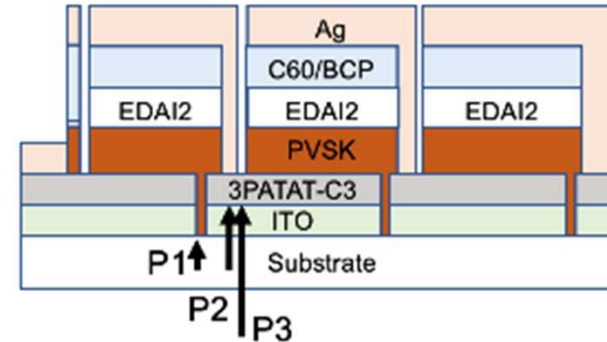 Ag
C60/BCP
EDAI2 EDAI2 EDAI2
PVSK
3PATAT-C3
ITO
P1 Substrate
P2
P3